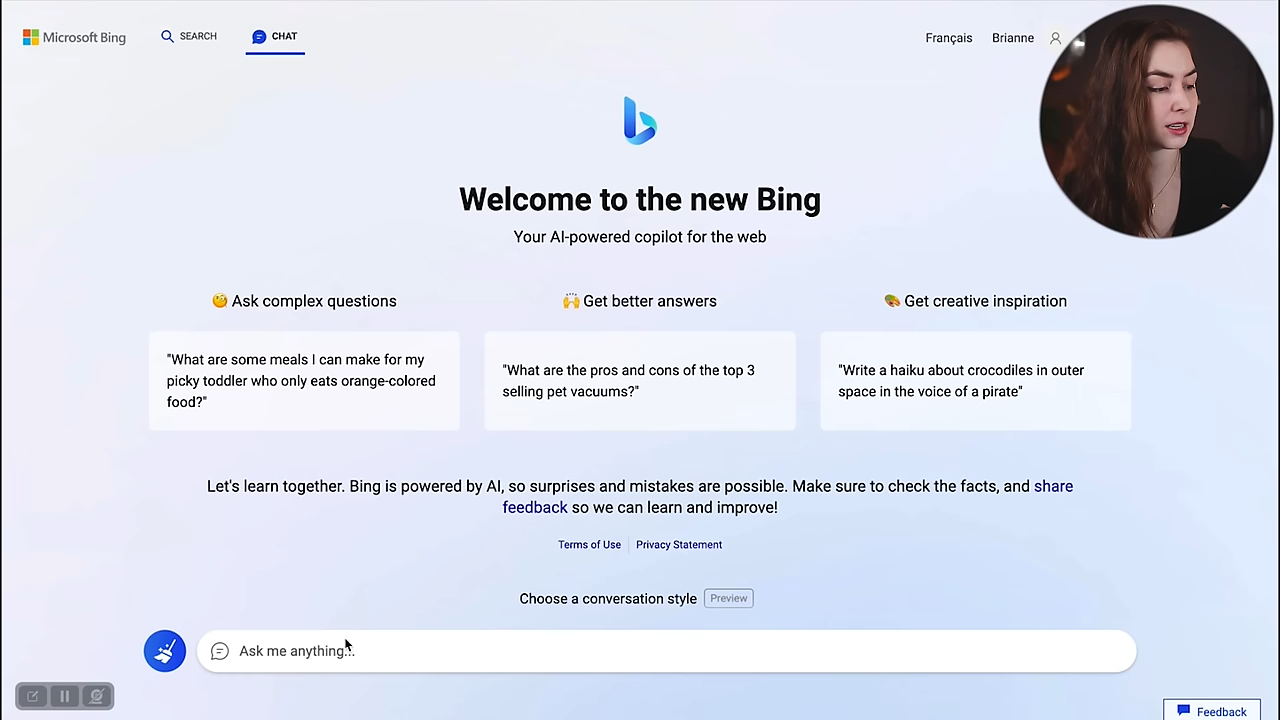 Microsoft Bing
SEARCH
CHAT
Français
Brianne
Welcome to the new Bing
Your AI-powered copilot for the web
🧐 Ask complex questions
"What are some meals I can make for my
picky toddler who only eats orange-colored
food?"
🙌 Get better answers
"What are the pros and cons of the top 3
selling pet vacuums?"
🎨 Get creative inspiration
"Write a haiku about crocodiles in outer
space in the voice of a pirate"
Let's learn together. Bing is powered by AI, so surprises and mistakes are possible. Make sure to check the facts, and share
feedback so we can learn and improve!
Terms of Use
Privacy Statement
Choose a conversation style Preview
Ask me anything...
Feedback